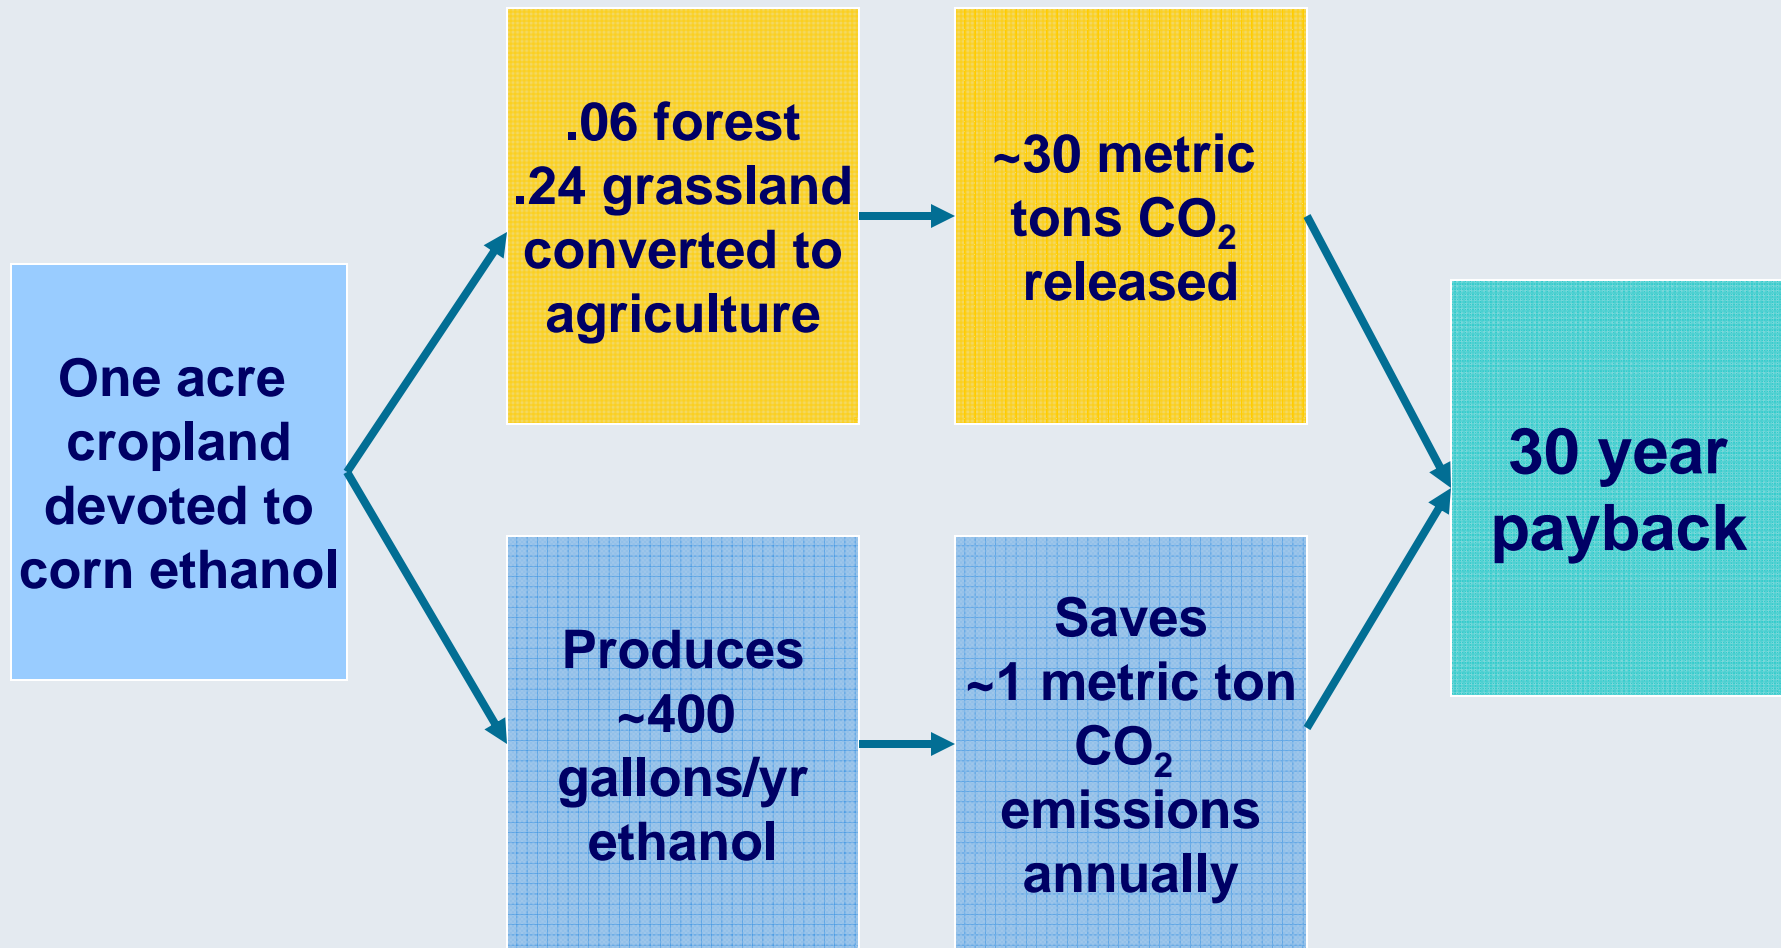 One acre
cropland
devoted to
corn ethanol
.06 forest
.24 grassland
converted to
agriculture
~30 metric
tons CO₂
released
Produces
~400
gallons/yr
ethanol
Saves
~1 metric ton
CO₂
emissions
annually
30 year
payback